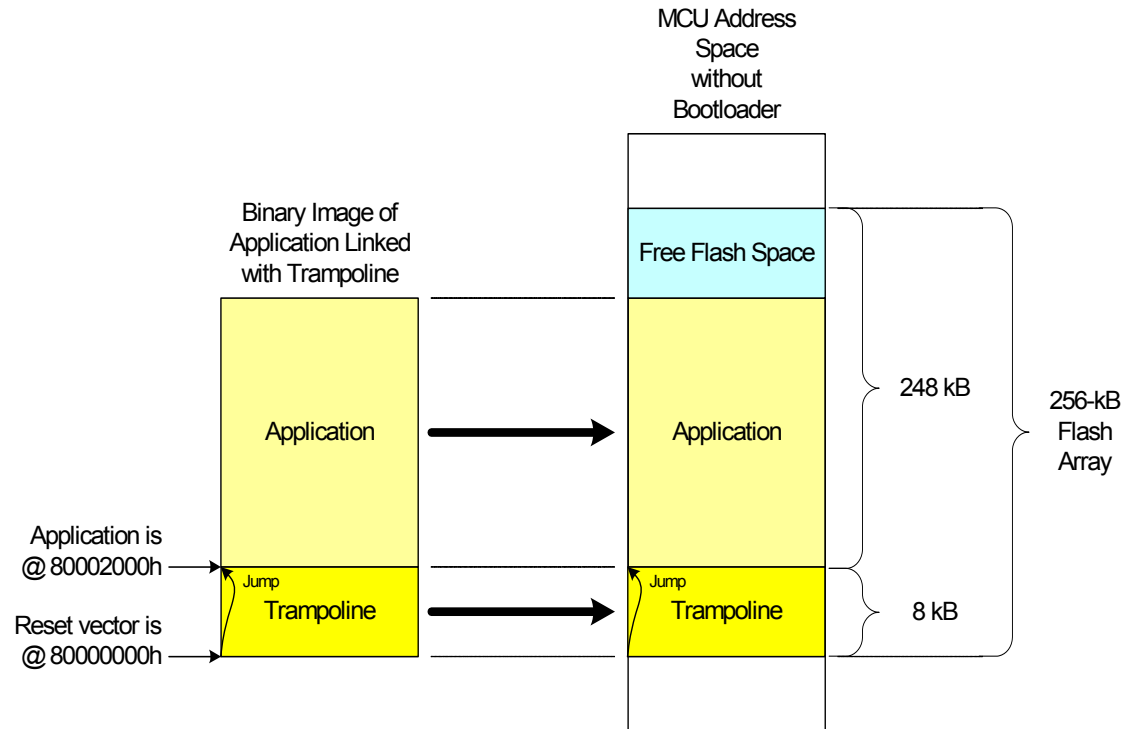 MCU Address
Space
without
Bootloader
Binary Image of
Application Linked
with Trampoline
Free Flash Space
Application
Application
248 kB
256-kB
Flash
Array
Application is
@ 80002000h
Jump
Trampoline
Jump
Trampoline
8 kB
Reset vector is
@ 80000000h